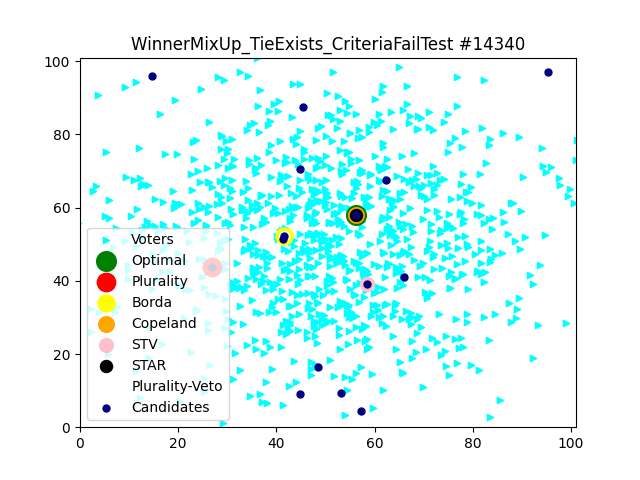 WinnerMixUp_TieExists_CriteriaFailTest #14340
100
80
60
40
20
0
0
20
40
60
80
100
Voters
Optimal
Plurality
Borda
Copeland
STV
STAR
Plurality-Veto
Candidates